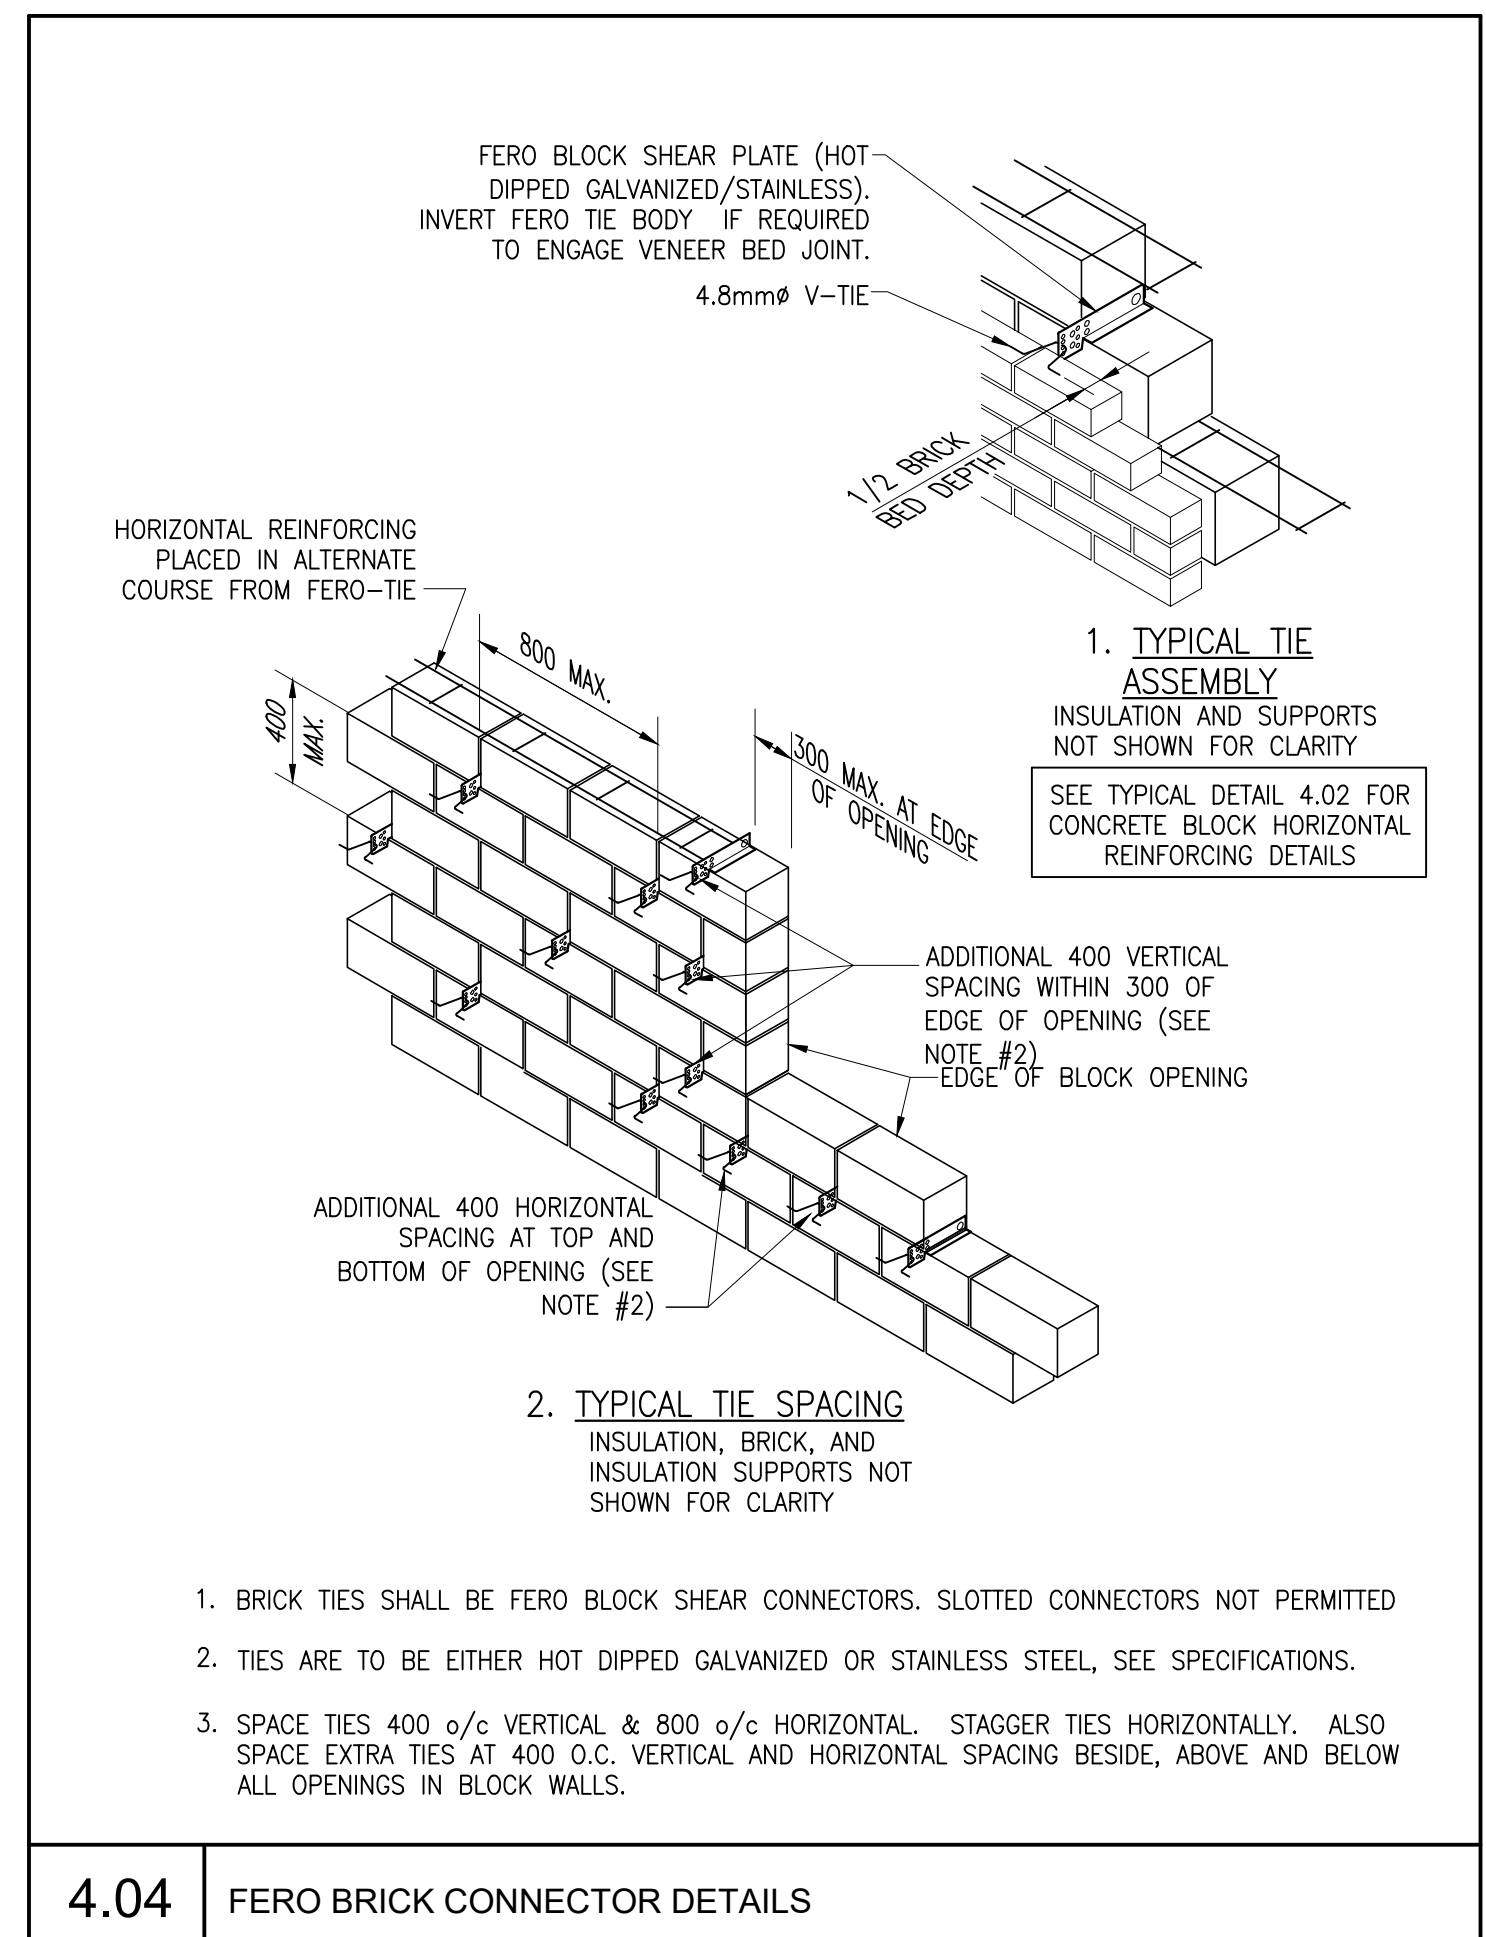 FERO BLOCK SHEAR PLATE (HOT
DIPPED GALVANIZED/STAINLESS).
INVERT FERO TIE BODY IF REQUIRED
TO ENGAGE VENEER BED JOINT.
4.8mmø V-TIE
1/2 BRICK
BED DEPTH
HORIZONTAL REINFORCING
PLACED IN ALTERNATE
COURSE FROM FERO-TIE
800 MAX.
400
MAX.
300 MAX. AT EDGE
OF OPENING
1. TYPICAL TIE
ASSEMBLY
INSULATION AND SUPPORTS
NOT SHOWN FOR CLARITY
SEE TYPICAL DETAIL 4.02 FOR
CONCRETE BLOCK HORIZONTAL
REINFORCING DETAILS
ADDITIONAL 400 VERTICAL
SPACING WITHIN 300 OF
EDGE OF OPENING (SEE
NOTE #2)
EDGE OF BLOCK OPENING
ADDITIONAL 400 HORIZONTAL
SPACING AT TOP AND
BOTTOM OF OPENING (SEE
NOTE #2)
2. TYPICAL TIE SPACING
INSULATION, BRICK, AND
INSULATION SUPPORTS NOT
SHOWN FOR CLARITY
1. BRICK TIES SHALL BE FERO BLOCK SHEAR CONNECTORS. SLOTTED CONNECTORS NOT PERMITTED
2. TIES ARE TO BE EITHER HOT DIPPED GALVANIZED OR STAINLESS STEEL, SEE SPECIFICATIONS.
3. SPACE TIES 400 o/c VERTICAL & 800 o/c HORIZONTAL. STAGGER TIES HORIZONTALLY. ALSO
SPACE EXTRA TIES AT 400 O.C. VERTICAL AND HORIZONTAL SPACING BESIDE, ABOVE AND BELOW
ALL OPENINGS IN BLOCK WALLS.
4.04
FERO BRICK CONNECTOR DETAILS